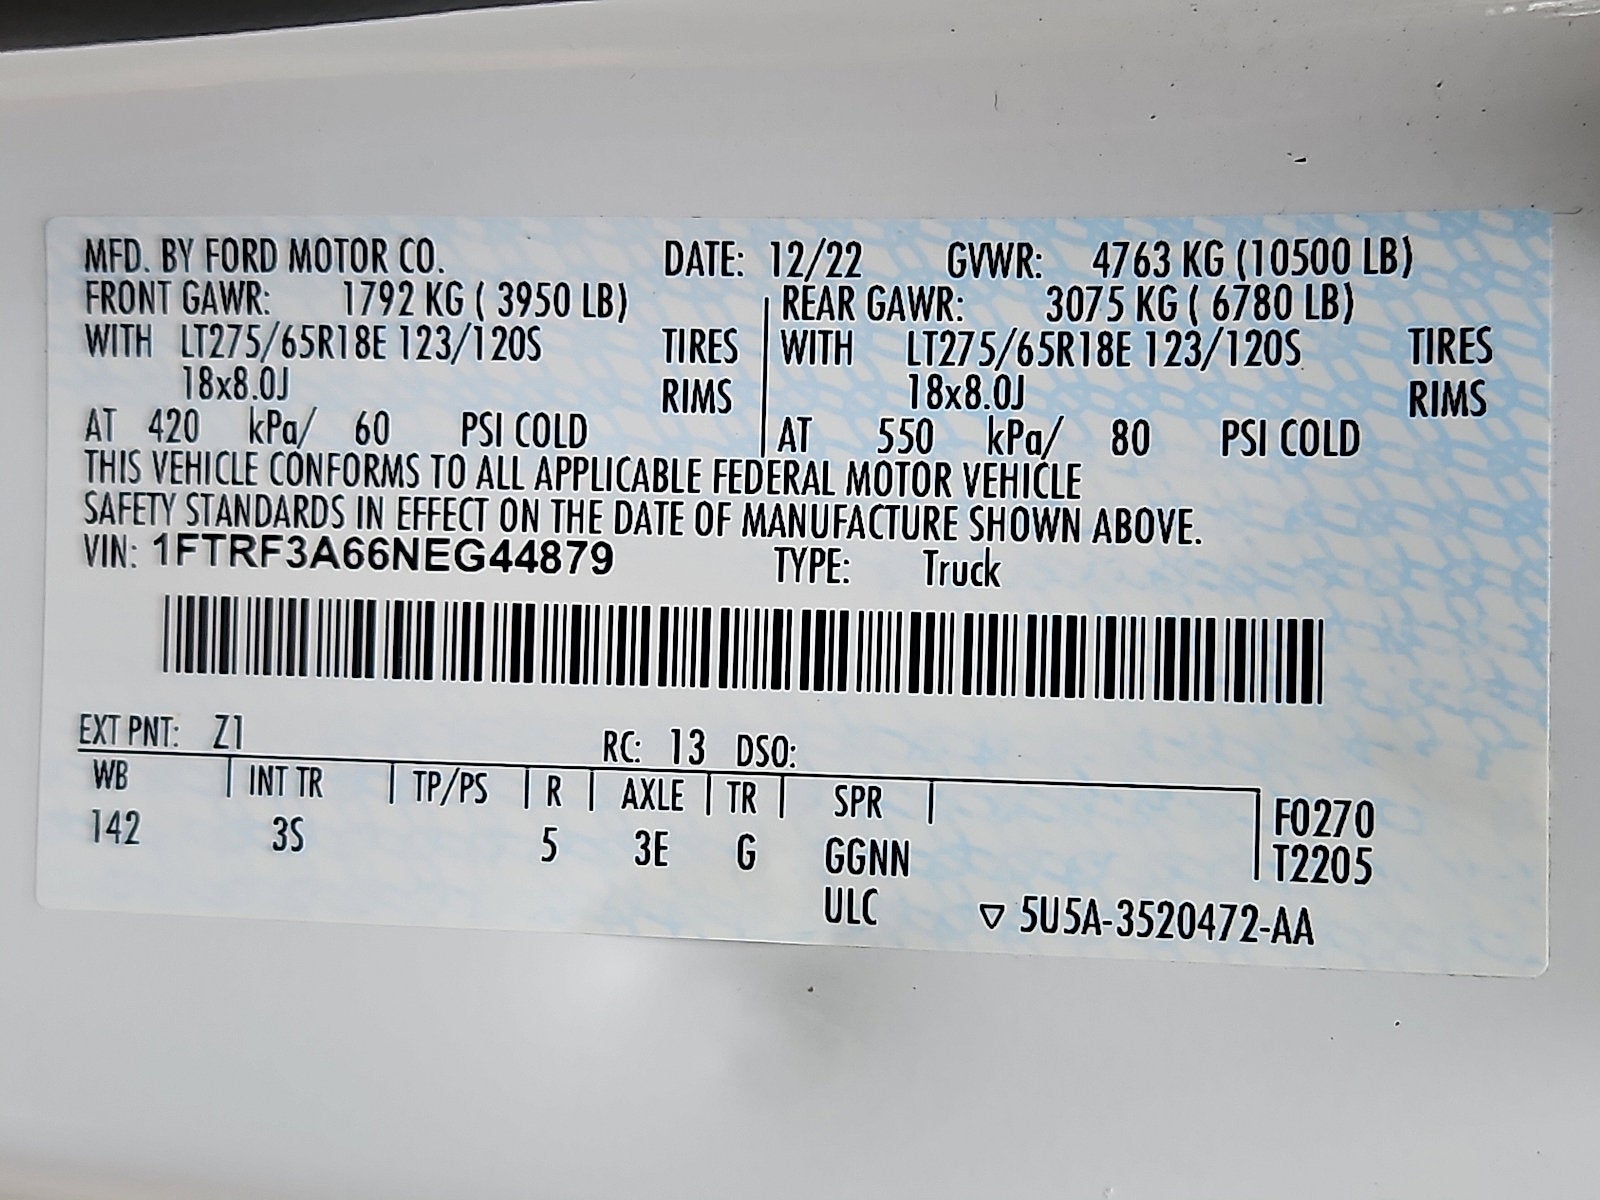 MFD. BY FORD MOTOR CO. DATE: 12/22 GVWR: 4763 KG (10500 LB)
FRONT GAWR: 1792 KG ( 3950 LB) REAR GAWR: 3075 KG ( 6780 LB)
WITH LT275/65R18E 123/120S TIRES WITH LT275/65R18E 123/120S TIRES
18x8.0J RIMS 18x8.0J RIMS
AT 420 kPa/ 60 PSI COLD AT 550 kPa/ 80 PSI COLD
THIS VEHICLE CONFORMS TO ALL APPLICABLE FEDERAL MOTOR VEHICLE
SAFETY STANDARDS IN EFFECT ON THE DATE OF MANUFACTURE SHOWN ABOVE.
VIN: 1FTRF3A66NEG44879 TYPE: Truck
EXT PNT: Z1 RC: 13 DSO:
WB INT TR TP/PS R AXLE TR SPR F0270
142 3S 5 3E G GGNN T2205
ULC ▽ 5U5A-3520472-AA